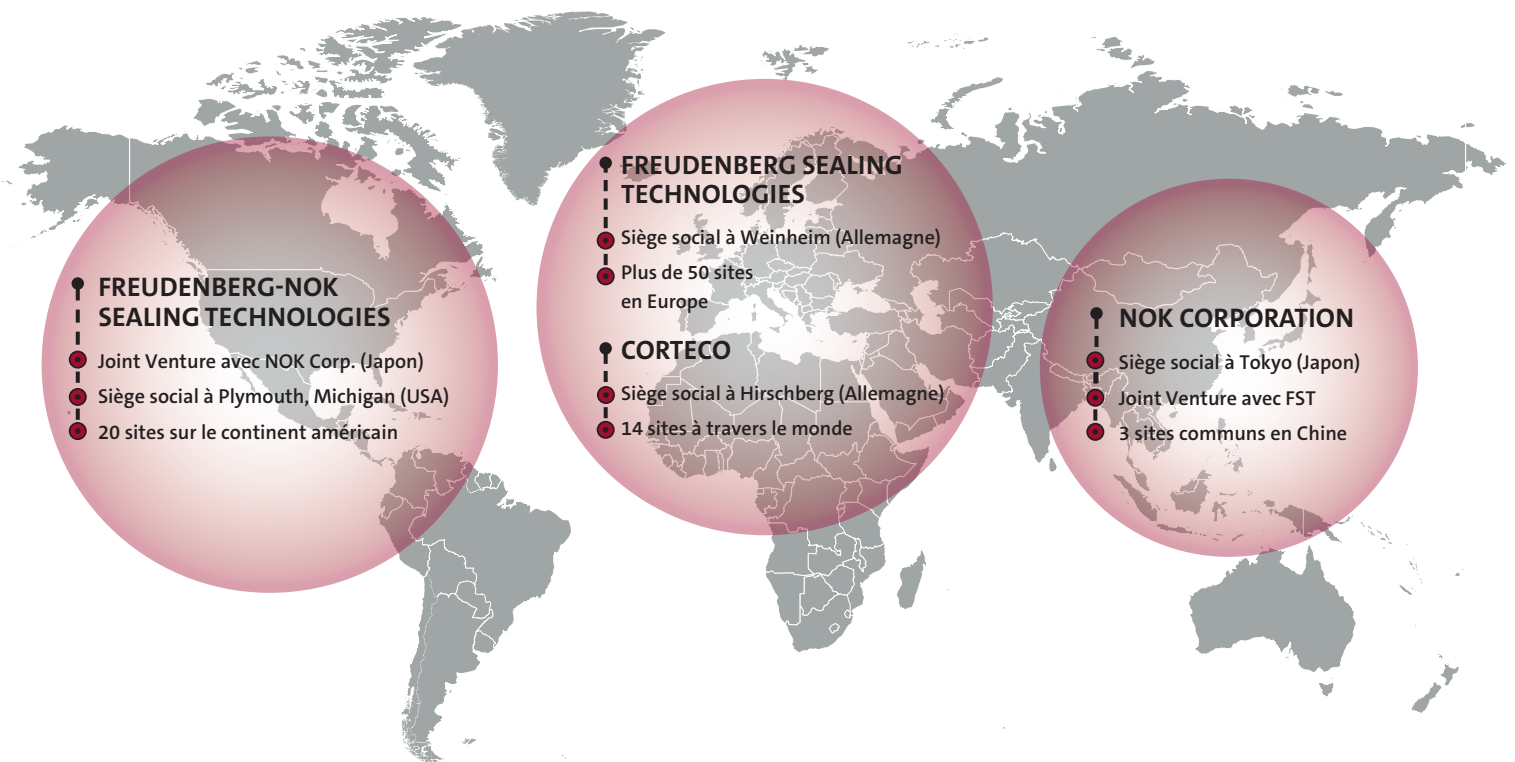 FREUDENBERG-NOK
SEALING TECHNOLOGIES
Joint Venture avec NOK Corp. (Japon)
Siège social à Plymouth, Michigan (USA)
20 sites sur le continent américain
FREUDENBERG SEALING
TECHNOLOGIES
Siège social à Weinheim (Allemagne)
Plus de 50 sites
en Europe
CORTECO
Siège social à Hirschberg (Allemagne)
14 sites à travers le monde
NOK CORPORATION
Siège social à Tokyo (Japon)
Joint Venture avec FST
3 sites communs en Chine